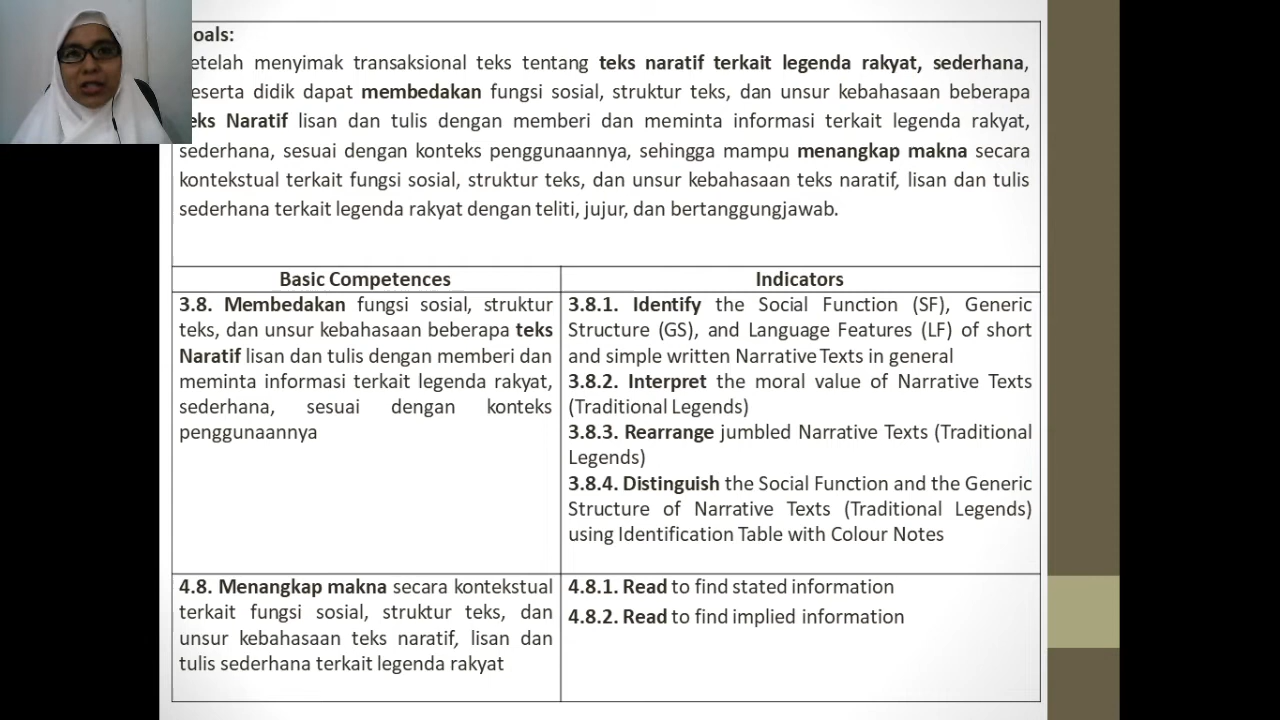 oals:
etelah menyimak transaksional teks tentang teks naratif terkait legenda rakyat, sederhana,
eserta didik dapat membedakan fungsi sosial, struktur teks, dan unsur kebahasaan beberapa
eks Naratif lisan dan tulis dengan memberi dan meminta informasi terkait legenda rakyat,
sederhana, sesuai dengan konteks penggunaannya, sehingga mampu menangkap makna secara
kontekstual terkait fungsi sosial, struktur teks, dan unsur kebahasaan teks naratif, lisan dan tulis
sederhana terkait legenda rakyat dengan teliti, jujur, dan bertanggungjawab.
Basic Competences
Indicators
3.8. Membedakan fungsi sosial, struktur
teks, dan unsur kebahasaan beberapa teks
Naratif lisan dan tulis dengan memberi dan
meminta informasi terkait legenda rakyat,
sederhana, sesuai dengan konteks
penggunaannya
3.8.1. Identify the Social Function (SF), Generic
Structure (GS), and Language Features (LF) of short
and simple written Narrative Texts in general
3.8.2. Interpret the moral value of Narrative Texts
(Traditional Legends)
3.8.3. Rearrange jumbled Narrative Texts (Traditional
Legends)
3.8.4. Distinguish the Social Function and the Generic
Structure of Narrative Texts (Traditional Legends)
using Identification Table with Colour Notes
4.8. Menangkap makna secara kontekstual
terkait fungsi sosial, struktur teks, dan
unsur kebahasaan teks naratif, lisan dan
tulis sederhana terkait legenda rakyat
4.8.1. Read to find stated information
4.8.2. Read to find implied information